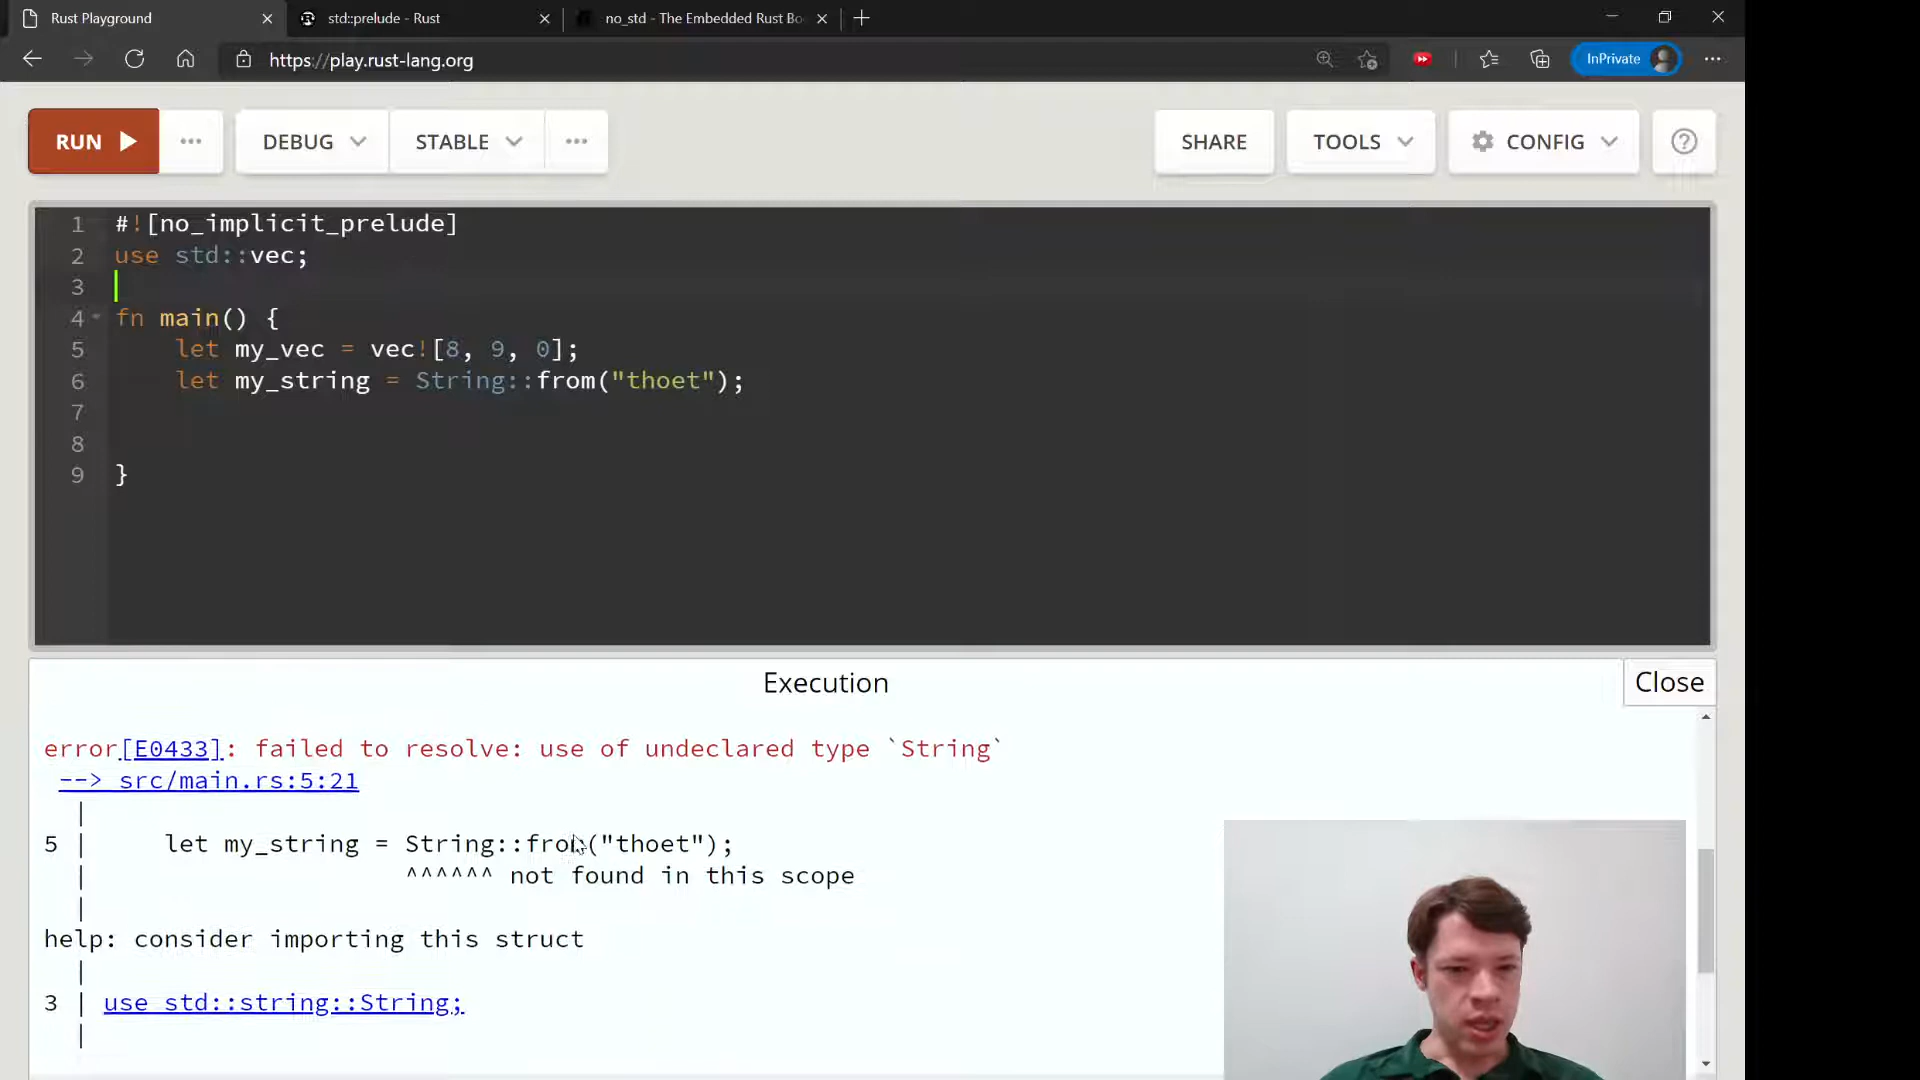 Rust Playground
std::prelude - Rust
no_std - The Embedded Rust Bo
https://play.rust-lang.org
InPrivate
RUN
DEBUG
STABLE
SHARE
TOOLS
CONFIG
1 #![no_implicit_prelude]
2 use std::vec;
3
4 fn main() {
5 let my_vec = vec![8, 9, 0];
6 let my_string = String::from("thoet");
7
8
9 }
Execution
Close
error[E0433]: failed to resolve: use of undeclared type `String`
--> src/main.rs:5:21
|
5 | let my_string = String::from("thoet");
| ^^^^^^ not found in this scope
|
help: consider importing this struct
|
3 | use std::string::String;
|